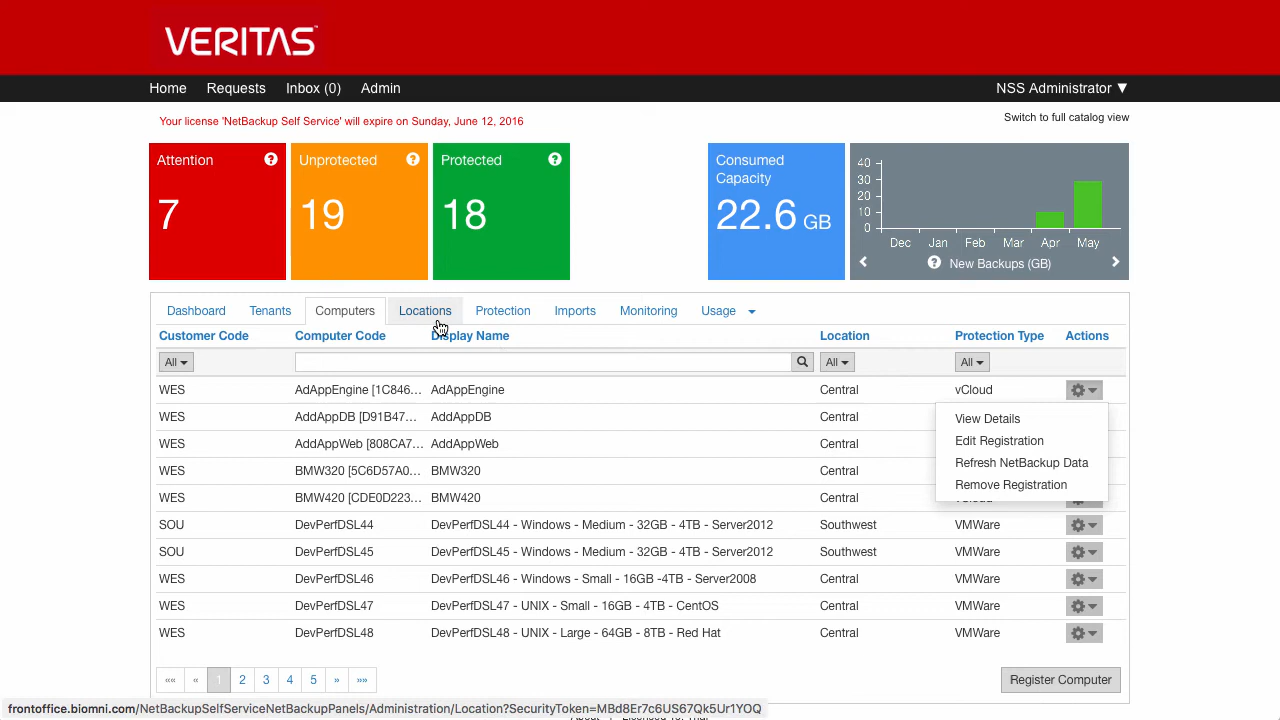 VERITAS™
Home Requests Inbox (0) Admin NSS Administrator ▼
Your license 'NetBackup Self Service' will expire on Sunday, June 12, 2016
Switch to full catalog view
Attention ?
7
Unprotected ?
19
Protected ?
18
Consumed
Capacity
22.6 GB
40
30
20
10
0
Dec Jan Feb Mar Apr May
? New Backups (GB)
Dashboard Tenants Computers Locations Protection Imports Monitoring Usage
Customer Code Computer Code Display Name Location Protection Type Actions
All All All
WES AdAppEngine [1C846... AdAppEngine Central vCloud
WES AddAppDB [D91B47... AddAppDB Central
WES AddAppWeb [808CA7... AddAppWeb Central
WES BMW320 [5C6D57A0... BMW320 Central
WES BMW420 [CDE0D223... BMW420 Central vCloud
View Details
Edit Registration
Refresh NetBackup Data
Remove Registration
SOU DevPerfDSL44 DevPerfDSL44 - Windows - Medium - 32GB - 4TB - Server2012 Southwest VMWare
SOU DevPerfDSL45 DevPerfDSL45 - Windows - Medium - 32GB - 4TB - Server2012 Southwest VMWare
WES DevPerfDSL46 DevPerfDSL46 - Windows - Small - 16GB -4TB - Server2008 Central VMWare
WES DevPerfDSL47 DevPerfDSL47 - UNIX - Small - 16GB - 4TB - CentOS Central VMWare
WES DevPerfDSL48 DevPerfDSL48 - UNIX - Large - 64GB - 8TB - Red Hat Central VMWare
«« « 1 2 3 4 5 » »»
Register Computer
frontoffice.biomni.com/NetBackupSelfServiceNetBackupPanels/Administration/Location?SecurityToken=MBd8Er7c6US67Qk5Ur1YOQ